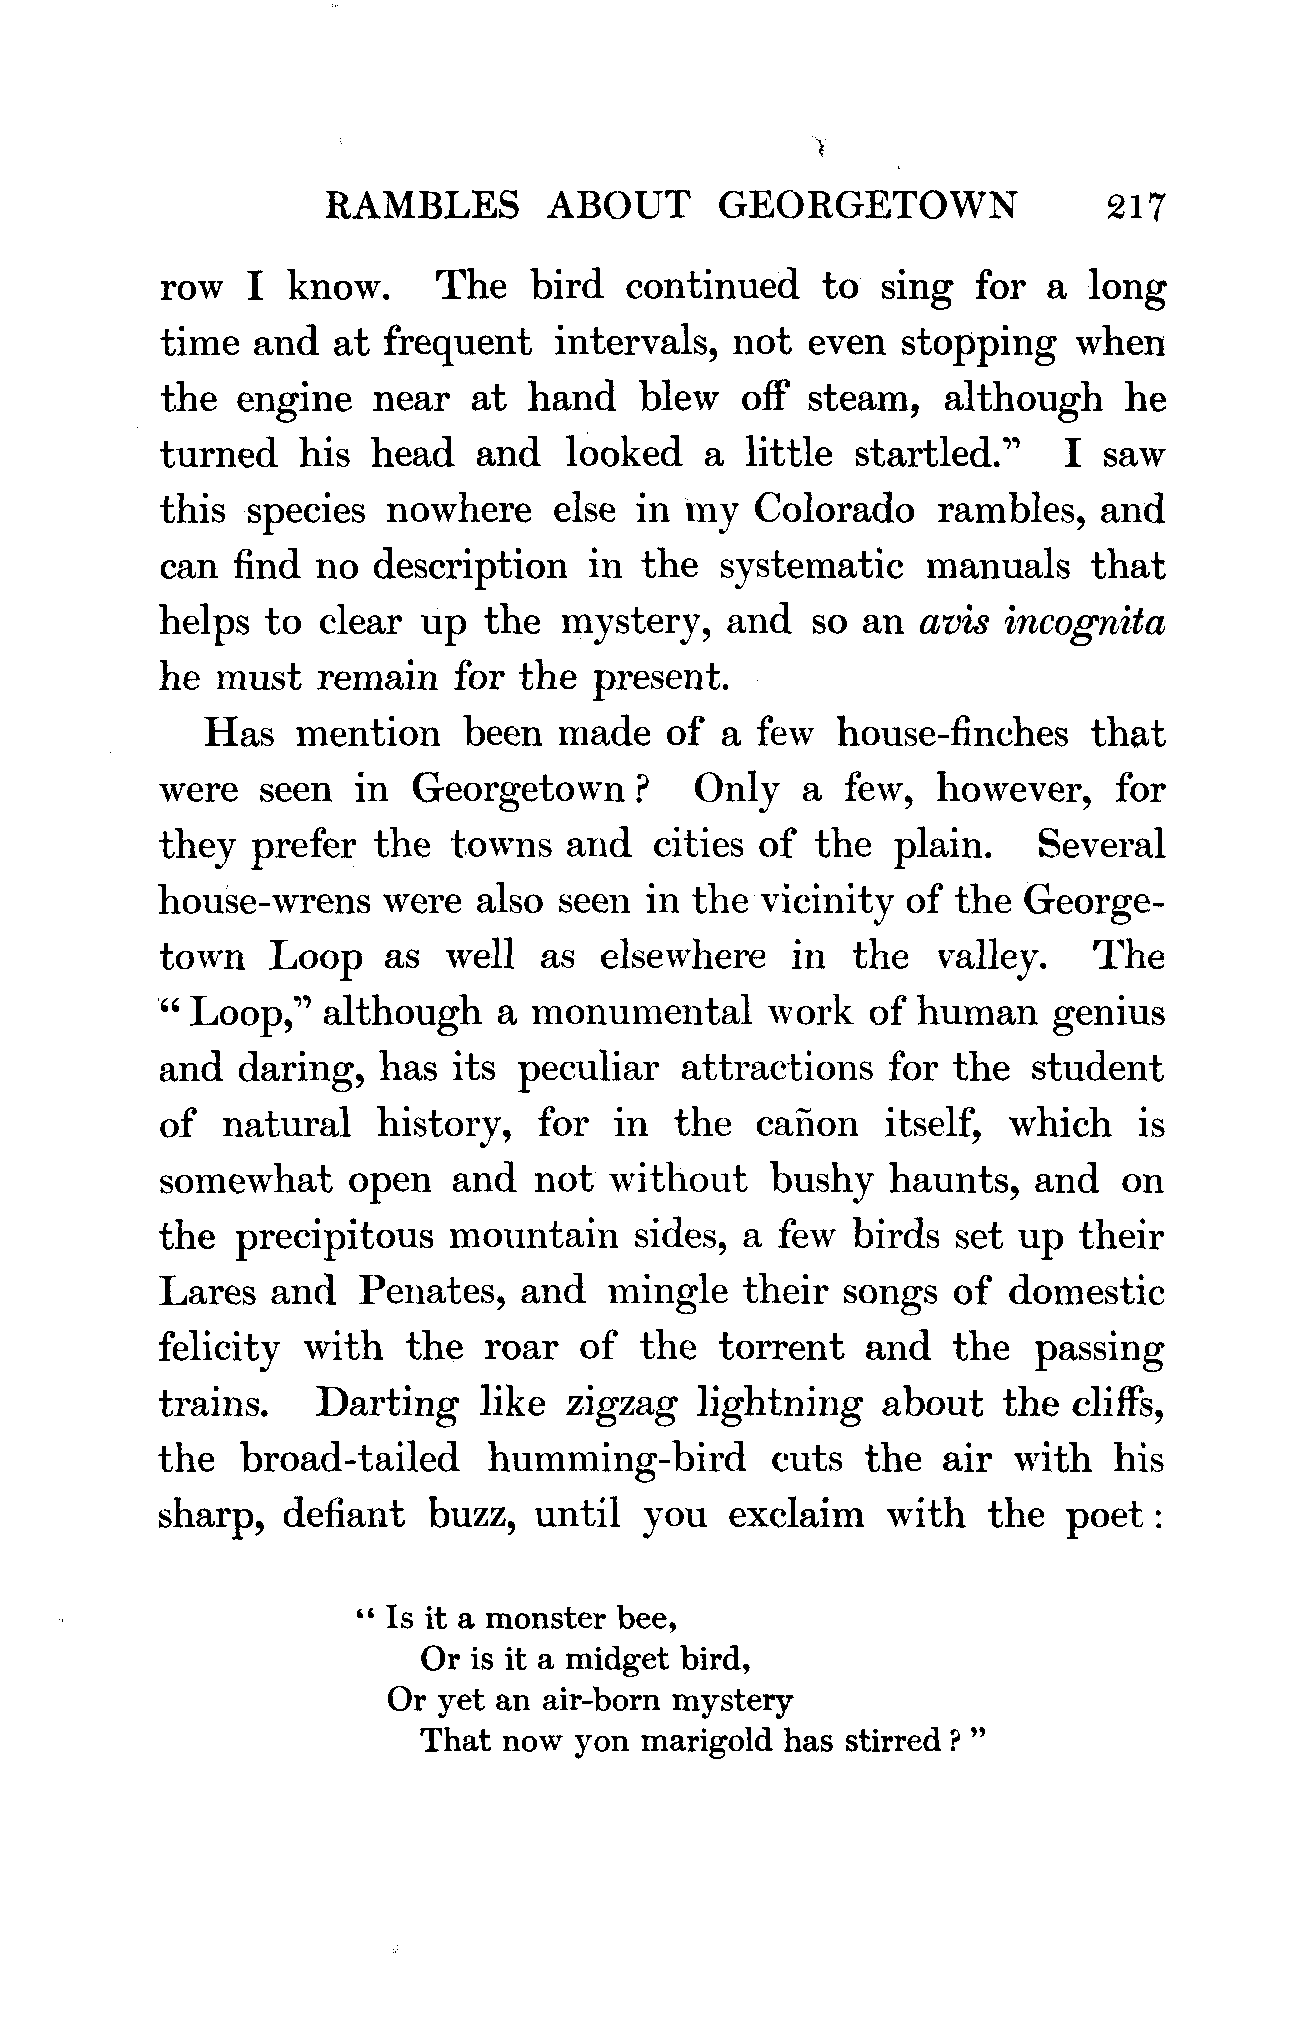 RAMBLES ABOUT GEORGETOWN 217
row I know. The bird continued to sing for a long
time and at frequent intervals, not even stopping when
the engine near at hand blew off steam, although he
turned his head and looked a little startled.” I saw
this species nowhere else in my Colorado rambles, and
can find no description in the systematic manuals that
helps to clear up the mystery, and so an avis incognita
he must remain for the present.
Has mention been made of a few house-finches that
were seen in Georgetown? Only a few, however, for
they prefer the towns and cities of the plain. Several
house-wrens were also seen in the vicinity of the George-
town Loop as well as elsewhere in the valley. The
“Loop,” although a monumental work of human genius
and daring, has its peculiar attractions for the student
of natural history, for in the cañon itself, which is
somewhat open and not without bushy haunts, and on
the precipitous mountain sides, a few birds set up their
Lares and Penates, and mingle their songs of domestic
felicity with the roar of the torrent and the passing
trains. Darting like zigzag lightning about the cliffs,
the broad-tailed humming-bird cuts the air with his
sharp, defiant buzz, until you exclaim with the poet:
“Is it a monster bee,
Or is it a midget bird,
Or yet an air-born mystery
That now yon marigold has stirred?”